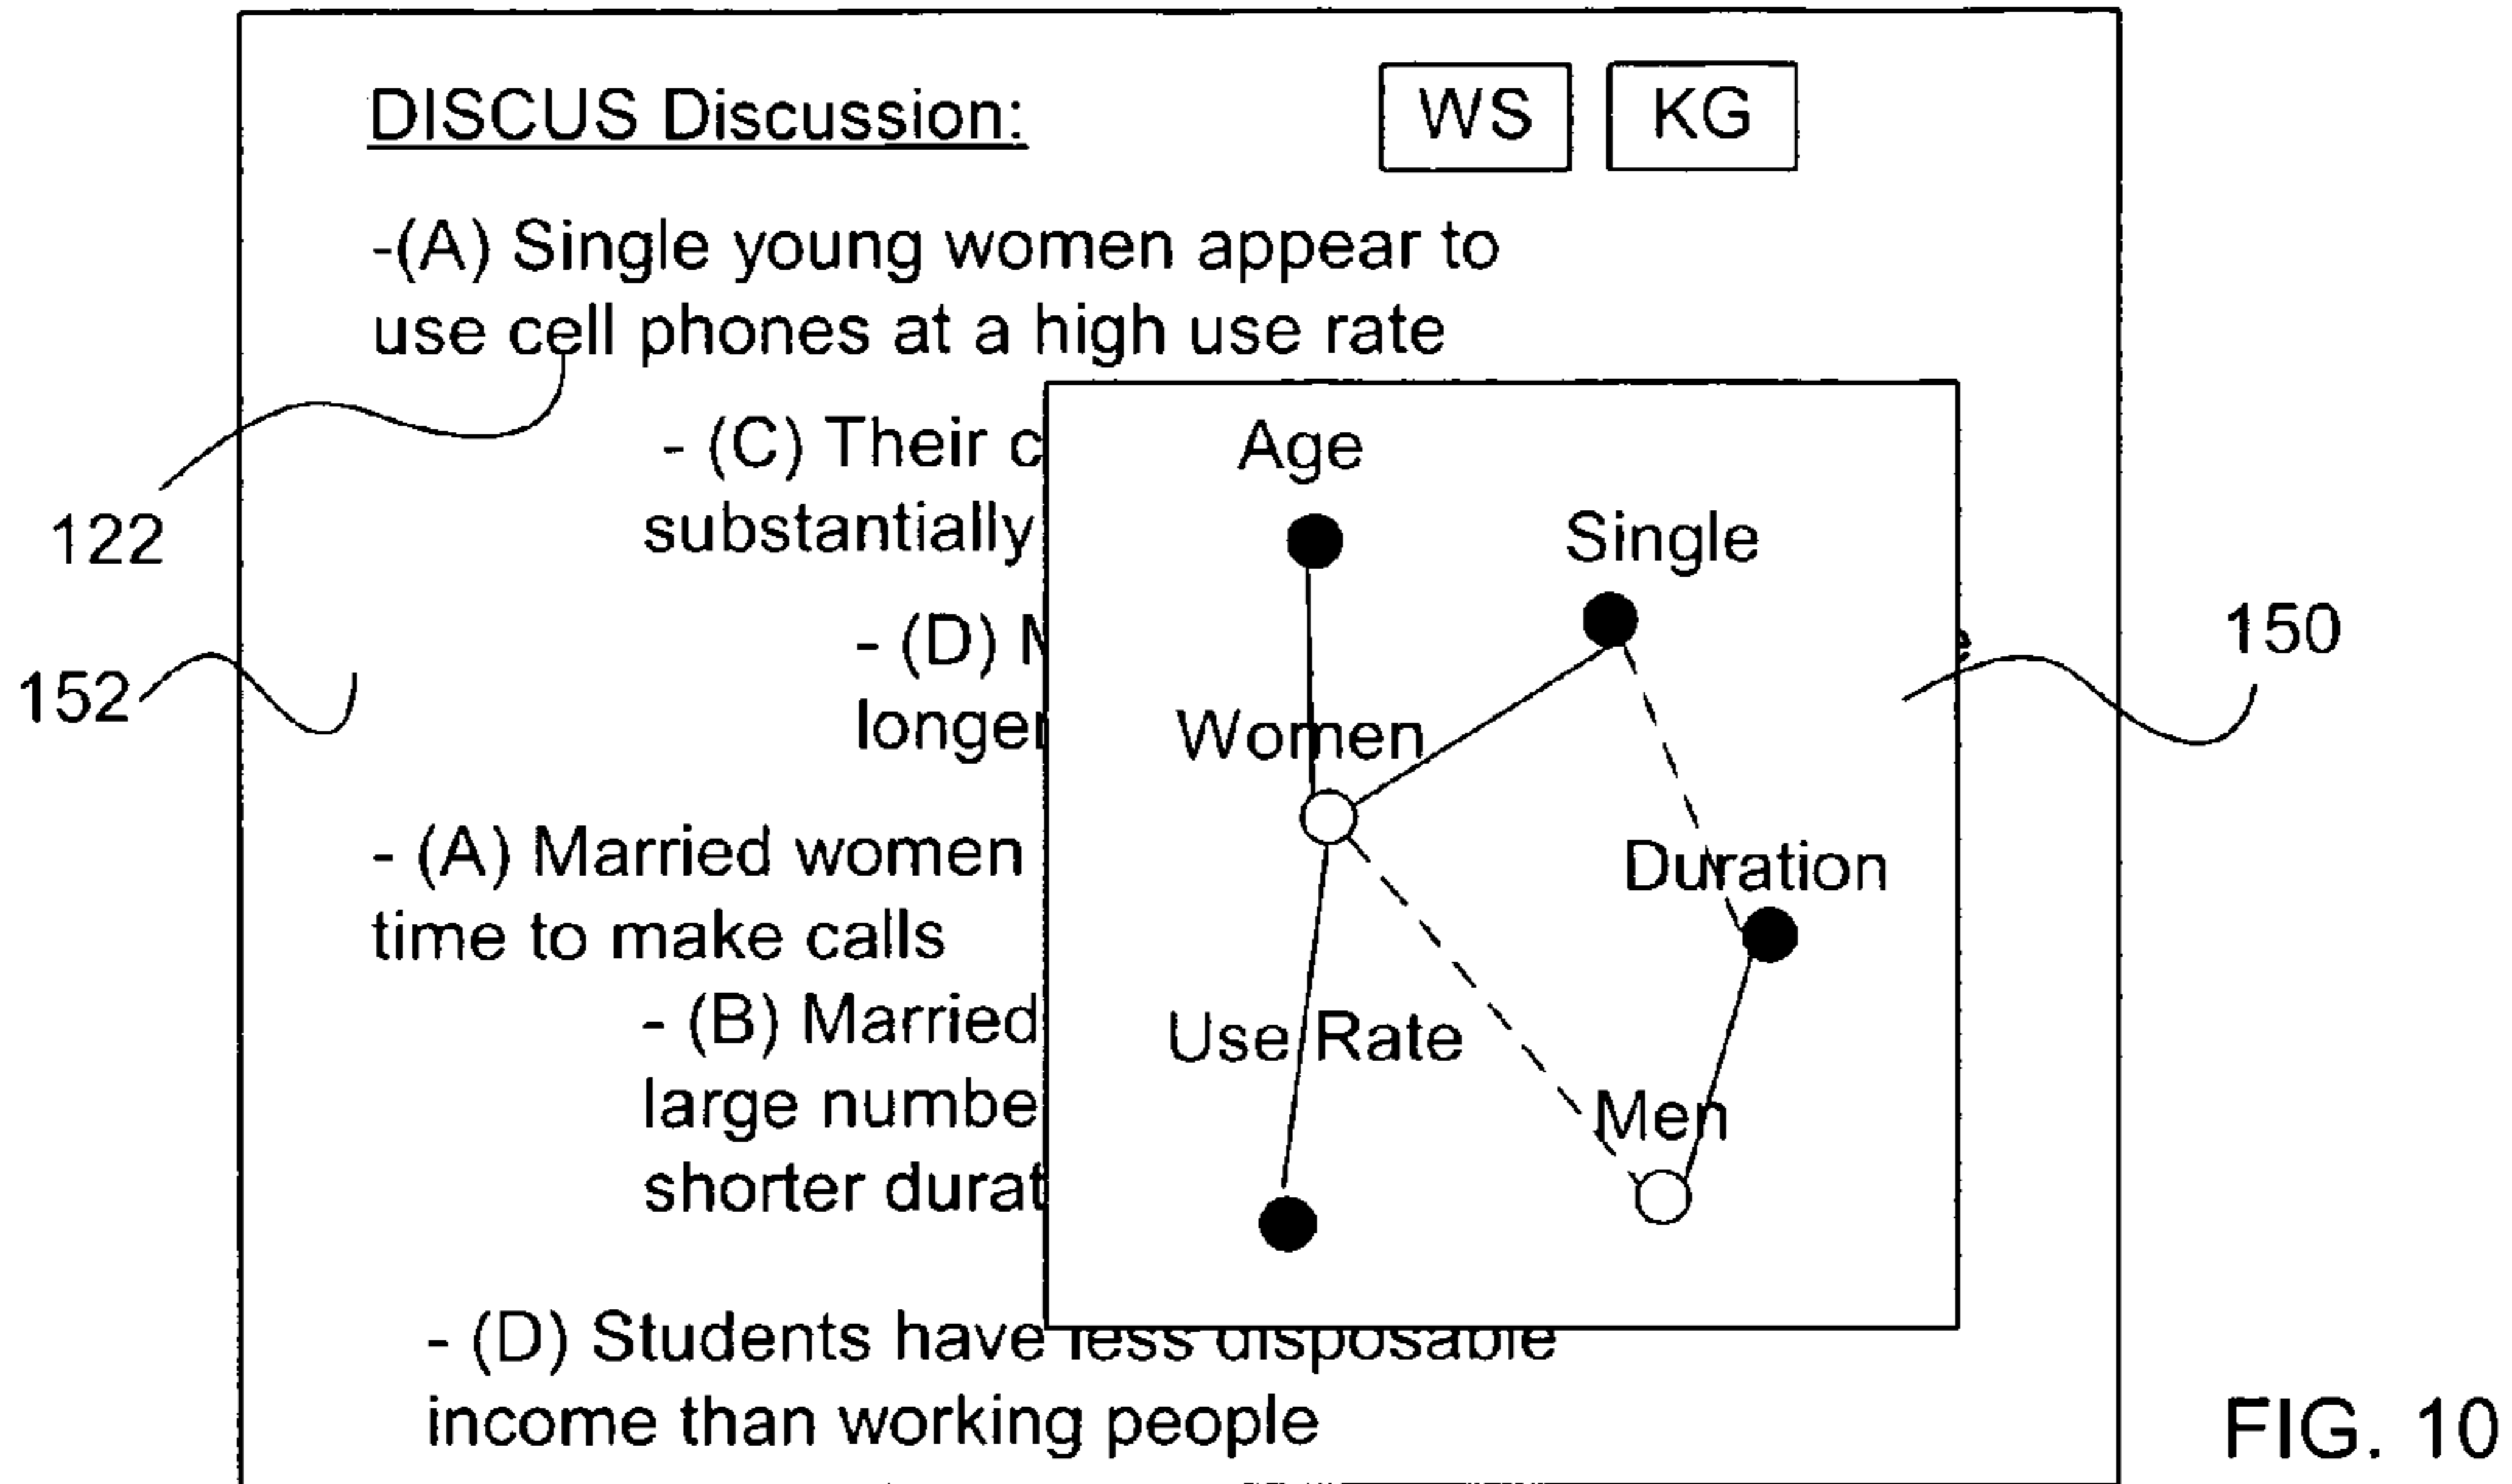 DISCUS Discussion: WS KG
-(A) Single young women appear to
use cell phones at a high use rate
- (C) Their
substantially
- (D)
longer
- (A) Married women
time to make calls
- (B) Married
large numbe
shorter durat
- (D) Students have less disposable
income than working people
Age
Single
Women
Duration
Use Rate
Men
122
152
150
FIG. 10